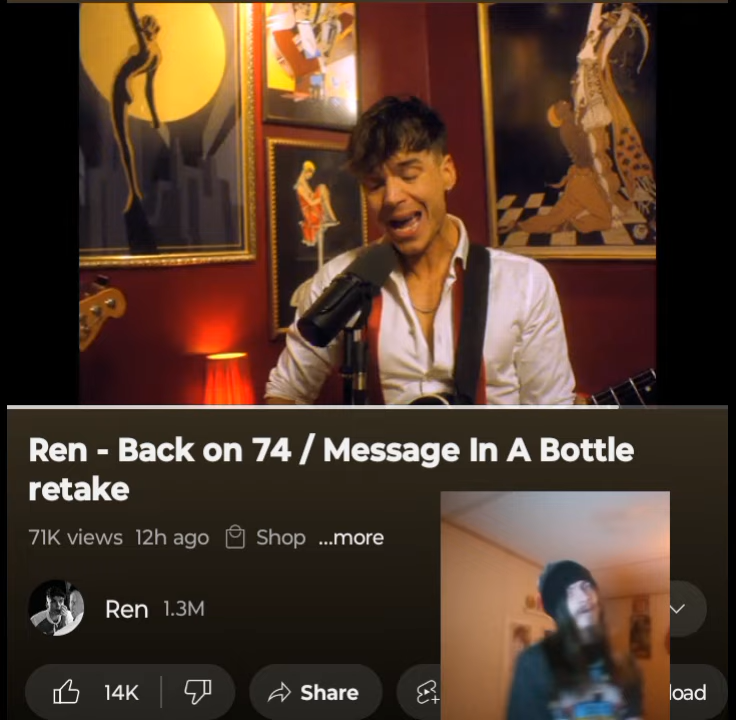 Ren - Back on 74 / Message In A Bottle
retake
71K views 12h ago Shop ...more
Ren 1.3M
14K Share load